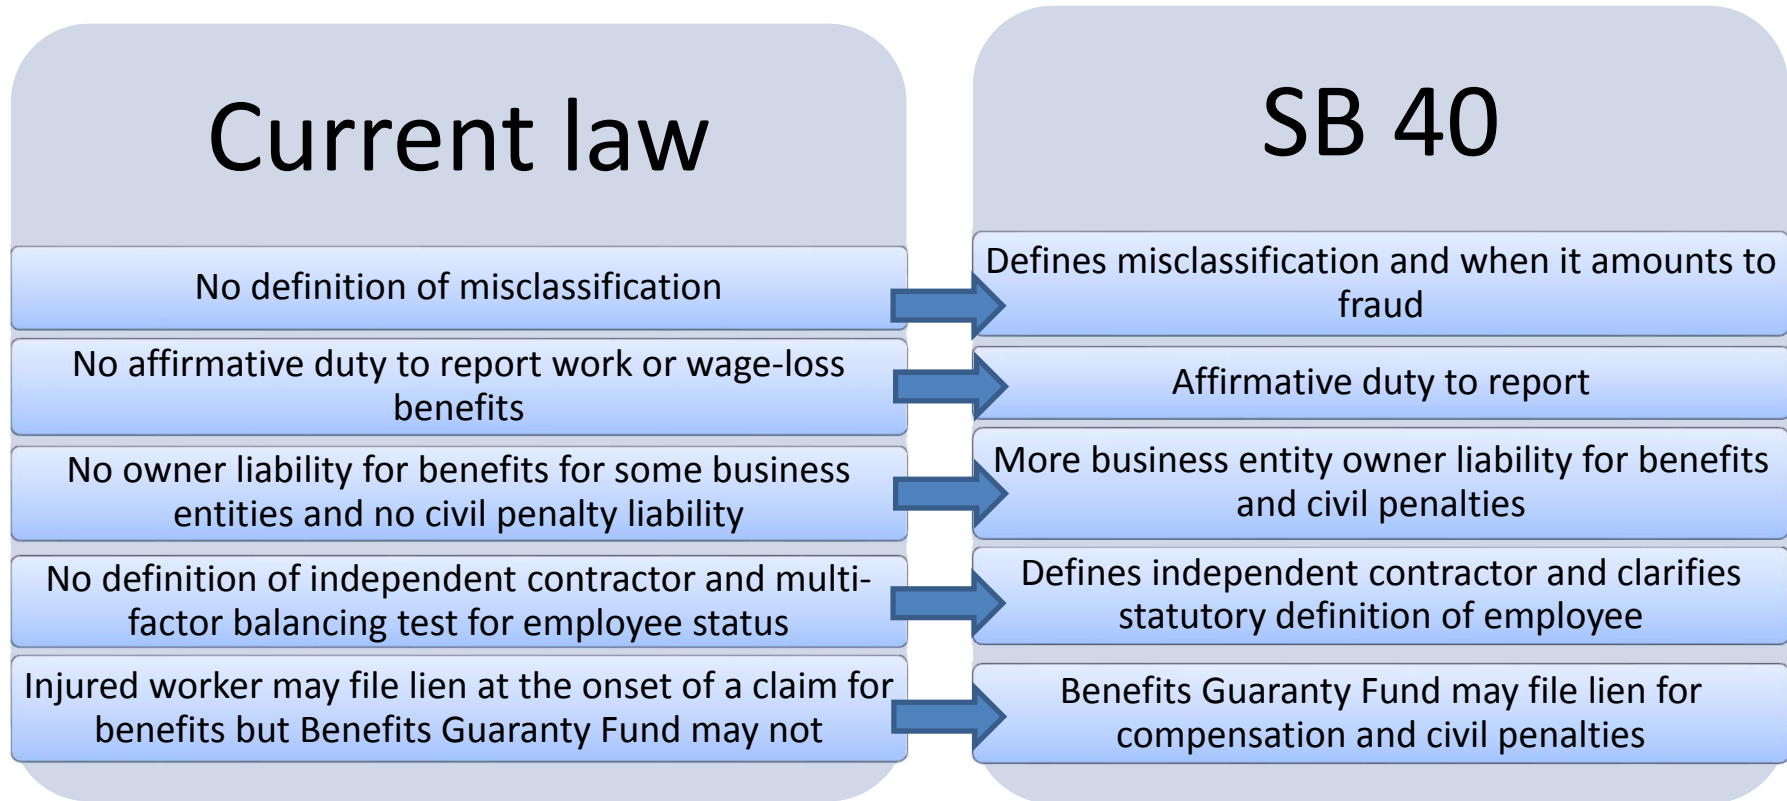 Current law
No definition of misclassification
No affirmative duty to report work or wage-loss
benefits
No owner liability for benefits for some business
entities and no civil penalty liability
No definition of independent contractor and multi-
factor balancing test for employee status
Injured worker may file lien at the onset of a claim for
benefits but Benefits Guaranty Fund may not
SB 40
Defines misclassification and when it amounts to
fraud
Affirmative duty to report
More business entity owner liability for benefits
and civil penalties
Defines independent contractor and clarifies
statutory definition of employee
Benefits Guaranty Fund may file lien for
compensation and civil penalties